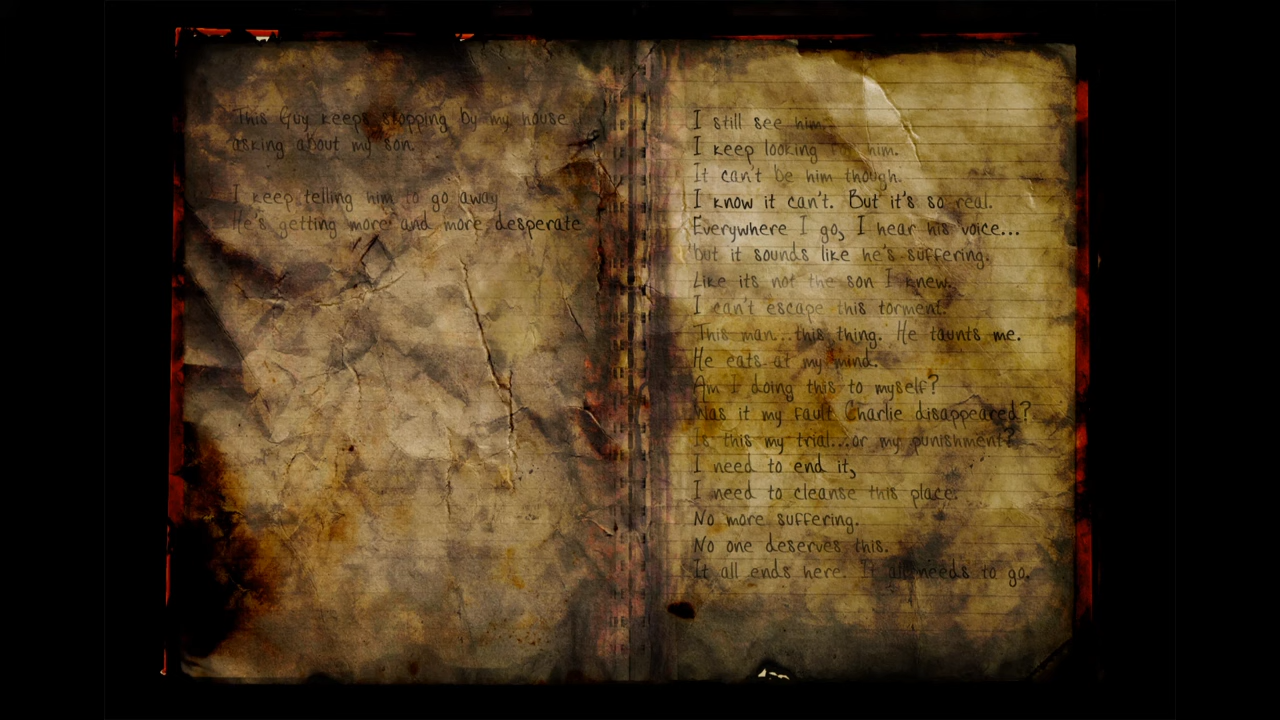 This Guy keeps stopping by my house
asking about my son.
I keep telling him to go away
He's getting more and more desperate
I still see him.
I keep looking for him.
It can't be him though.
I know it can't. But it's so real.
Everywhere I go, I hear his voice...
but it sounds like he's suffering.
Like its not the son I knew.
I can't escape this torment.
This man...this thing. He taunts me.
He eats at my mind.
Am I doing this to myself?
Was it my fault Charlie disappeared?
Is this my trial...or my punishment?
I need to end it,
I need to cleanse this place.
No more suffering.
No one deserves this.
It all ends here. It all needs to go.